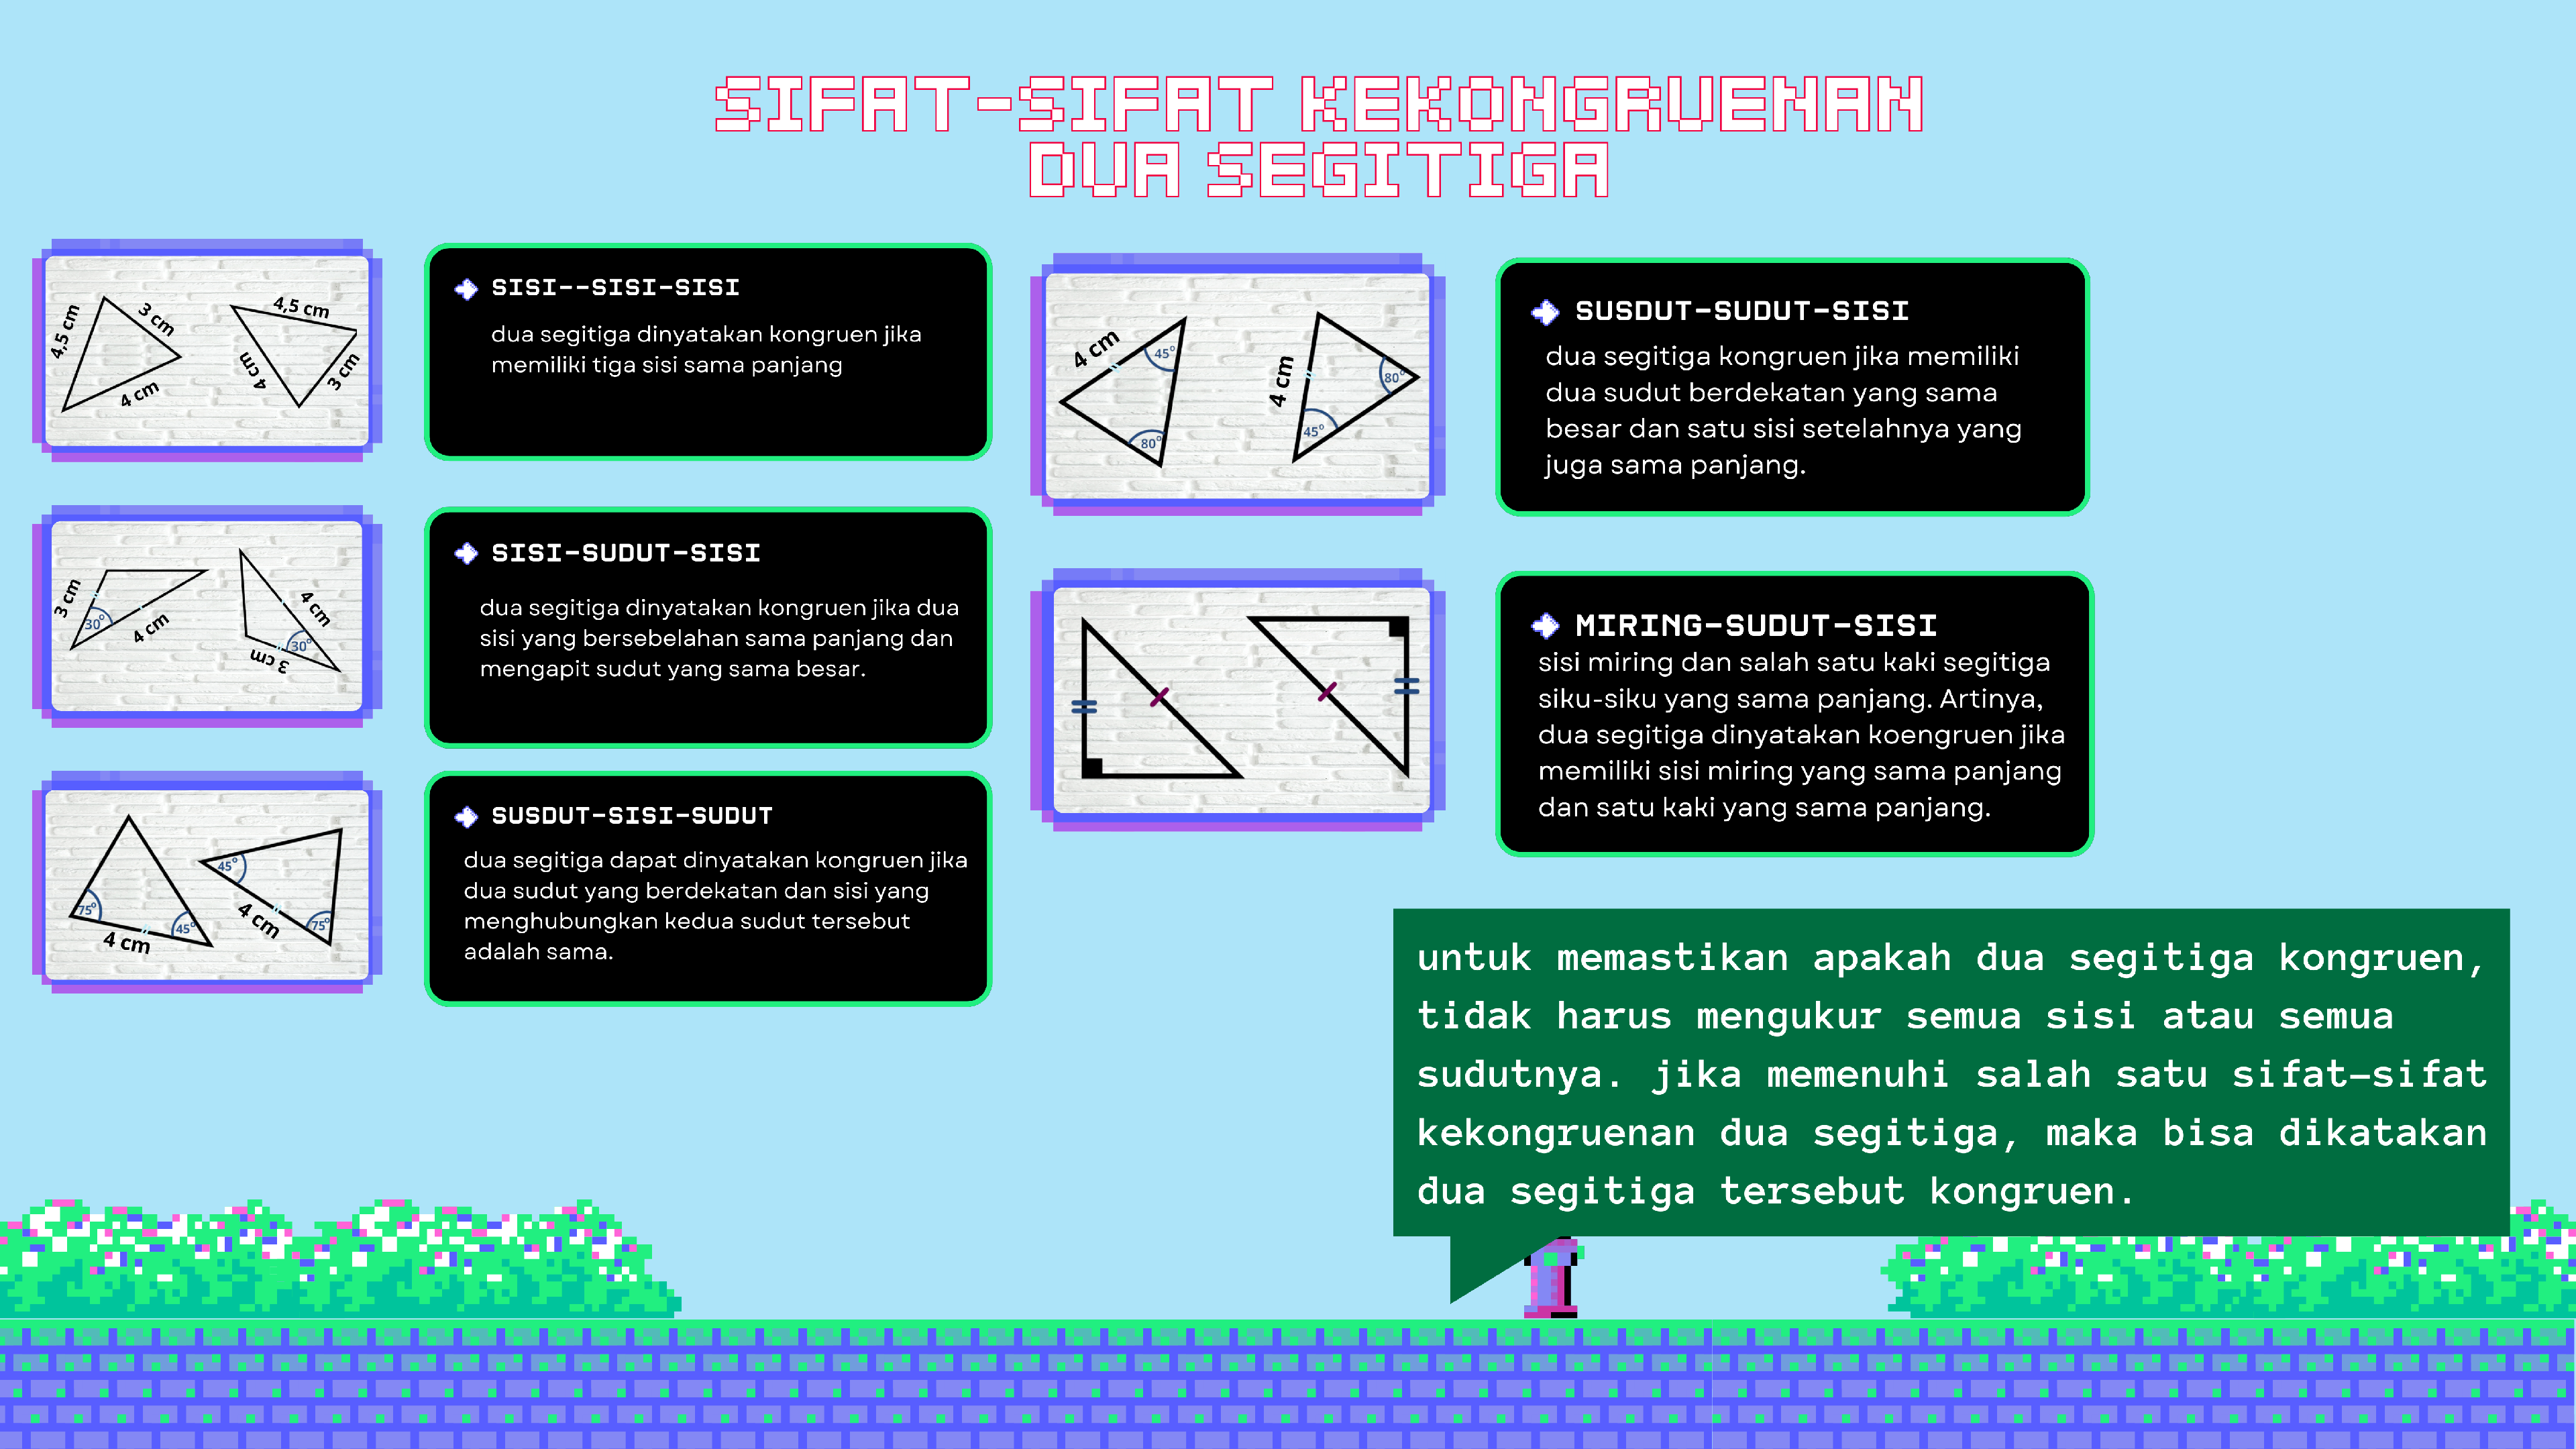 SIFAT-SIFAT KEKONGRUENAN
DUA SEGITIGA
4,5 cm
3 cm
4 cm
4,5 cm
4 cm
3 cm
SISI--SISI-SISI
dua segitiga dinyatakan kongruen jika
memiliki tiga sisi sama panjang
3 cm
30°
4 cm
4 cm
30°
3 cm
SISI-SUDUT-SISI
dua segitiga dinyatakan kongruen jika dua
sisi yang bersebelahan sama panjang dan
mengapit sudut yang sama besar.
75°
45°
4 cm
45°
4 cm
75°
SUSDUT-SISI-SUDUT
dua segitiga dapat dinyatakan kongruen jika
dua sudut yang berdekatan dan sisi yang
menghubungkan kedua sudut tersebut
adalah sama.
4 cm
45°
80°
4 cm
80°
45°
SUSDUT-SUDUT-SISI
dua segitiga kongruen jika memiliki
dua sudut berdekatan yang sama
besar dan satu sisi setelahnya yang
juga sama panjang.
MIRING-SUDUT-SISI
sisi miring dan salah satu kaki segitiga
siku-siku yang sama panjang. Artinya,
dua segitiga dinyatakan koengruen jika
memiliki sisi miring yang sama panjang
dan satu kaki yang sama panjang.
untuk memastikan apakah dua segitiga kongruen,
tidak harus mengukur semua sisi atau semua
sudutnya. jika memenuhi salah satu sifat-sifat
kekongruenan dua segitiga, maka bisa dikatakan
dua segitiga tersebut kongruen.